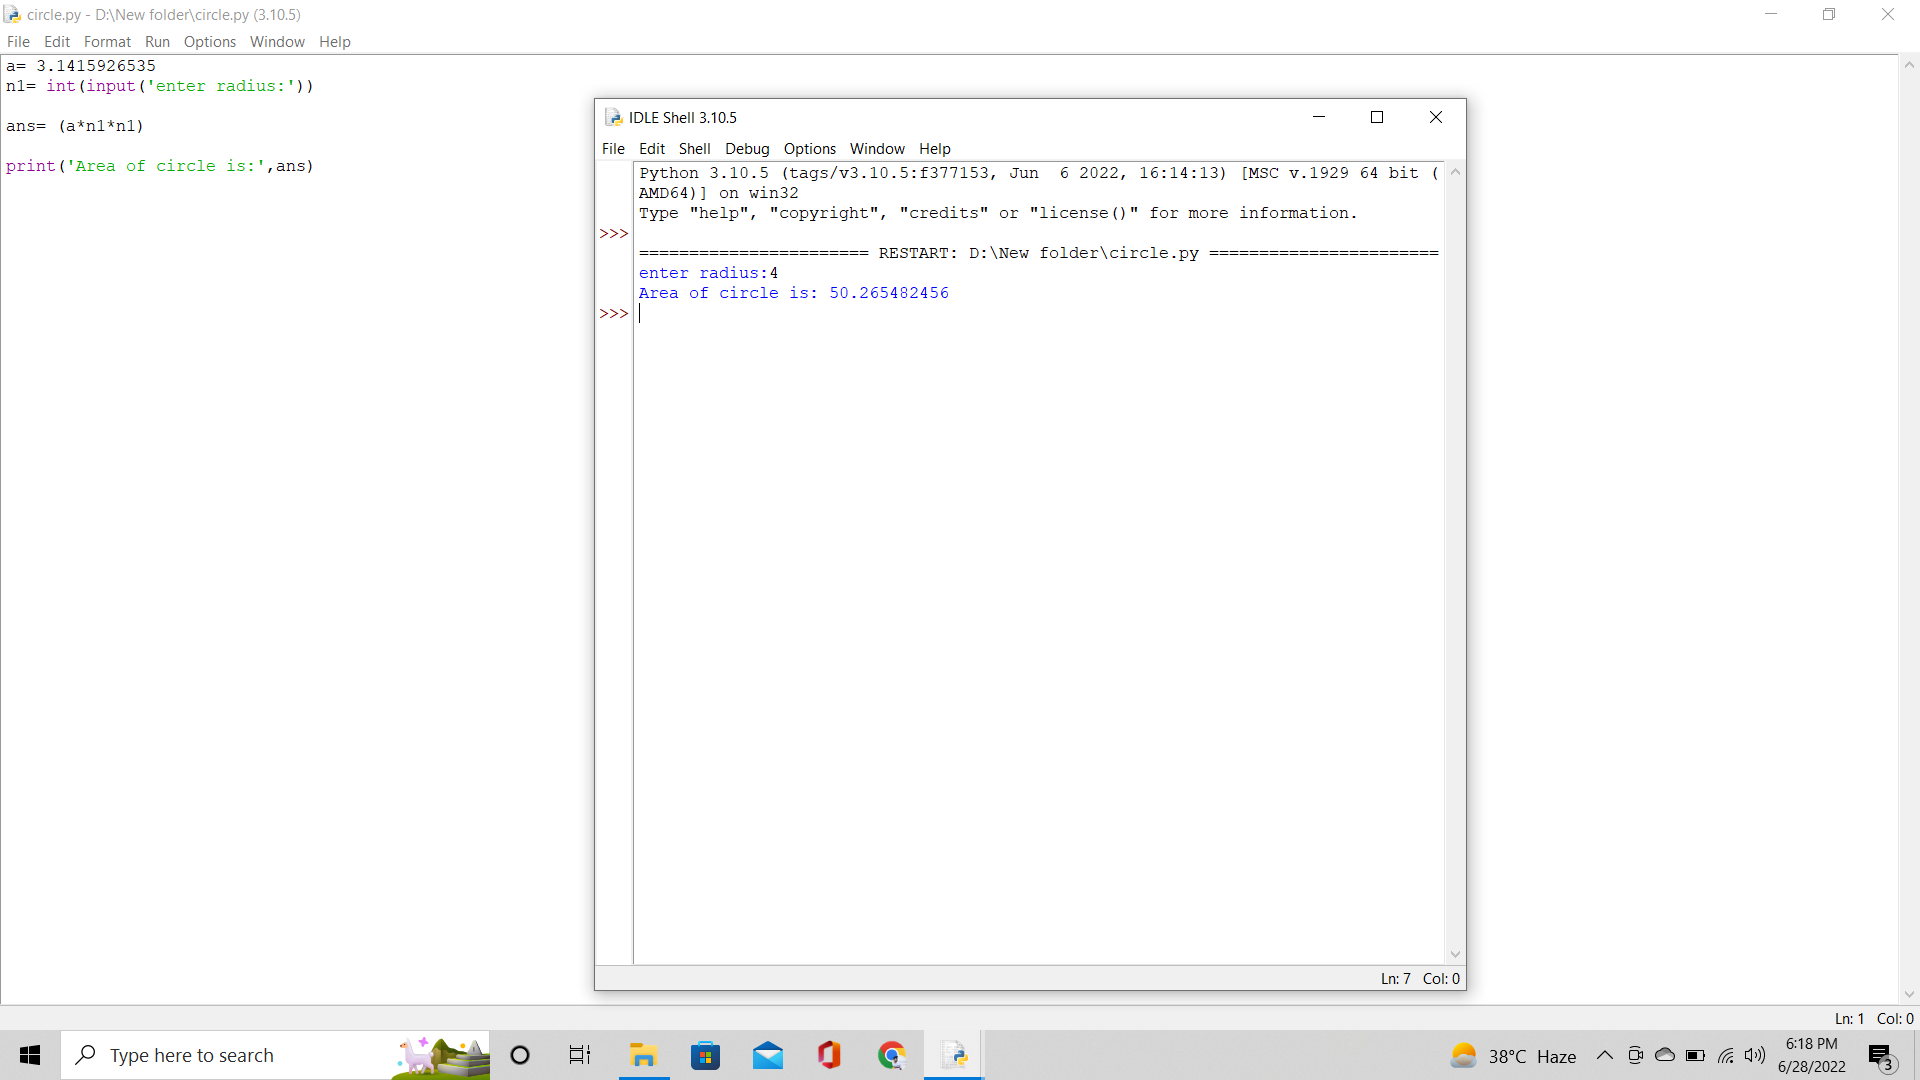 circle.py - D:\New folder\circle.py (3.10.5)
File Edit Format Run Options Window Help
a= 3.1415926535
n1= int(input('enter radius:'))
ans= (a*n1*n1)
print('Area of circle is:',ans)
IDLE Shell 3.10.5
File Edit Shell Debug Options Window Help
Python 3.10.5 (tags/v3.10.5:f377153, Jun  6 2022, 16:14:13) [MSC v.1929 64 bit (
AMD64)] on win32
Type "help", "copyright", "credits" or "license()" for more information.
>>>
======================= RESTART: D:\New folder\circle.py =======================
enter radius:4
Area of circle is: 50.265482456
>>>
Ln: 7 Col: 0
Ln: 1 Col: 0
Type here to search
38°C Haze
6:18 PM
6/28/2022
3